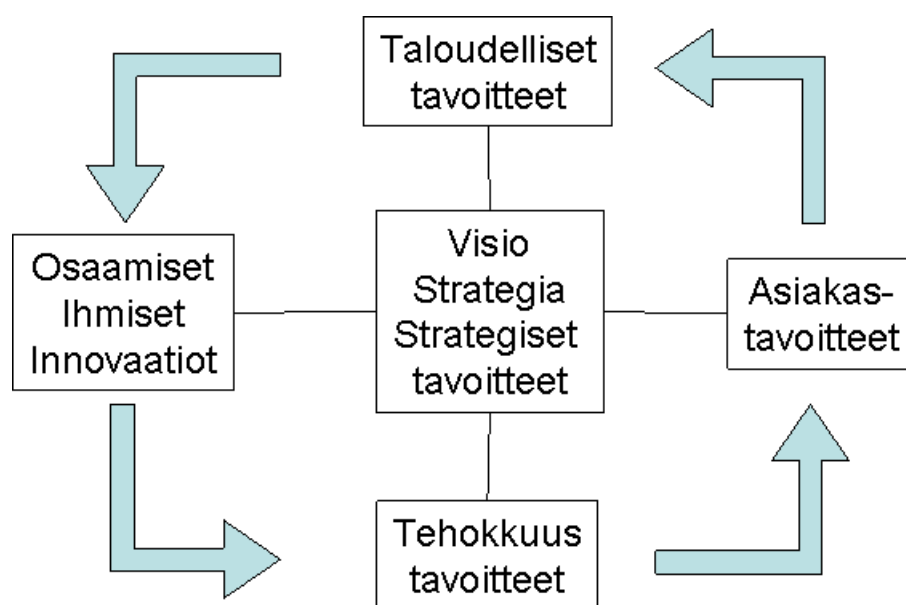 Taloudelliset
tavoitteet
Osaamiset
Ihmiset
Innovaatiot
Visio
Strategia
Strategiset
tavoitteet
Asiakas-
tavoitteet
Tehokkuus
tavoitteet